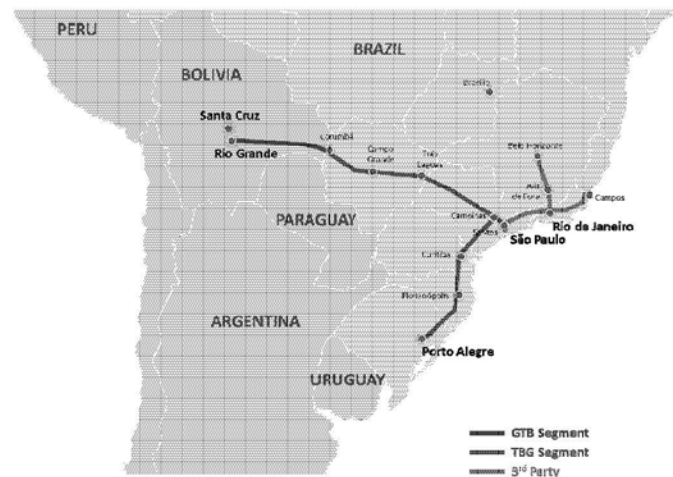 PERU
BRAZIL
BOLIVIA
Brasília
Santa Cruz
Rio Grande
Corumbá
Campo
Grande
Três
Lagoas
Belo Horizonte
Campos
PARAGUAY
Campinas
Rio de Janeiro
São Paulo
Curitiba
Florianópolis
ARGENTINA
Porto Alegre
URUGUAY
GTB Segment
TBG Segment
3rd Party